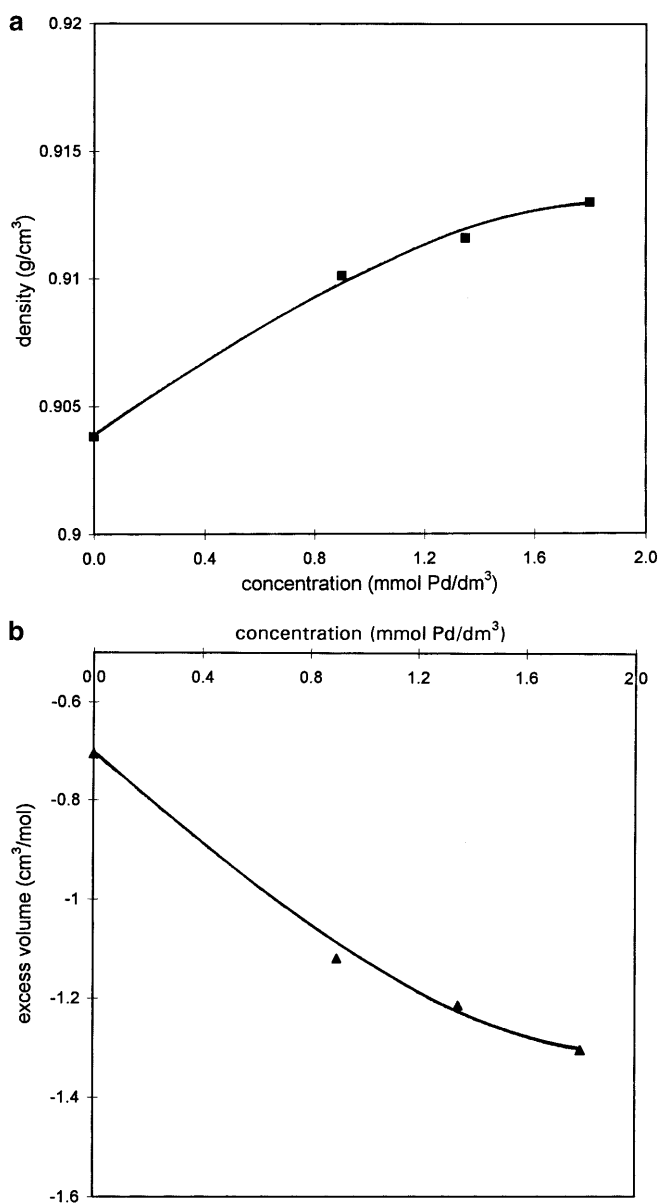 a
0.92
0.915
0.91
0.905
0.9
density (g/cm³)
0.0 0.4 0.8 1.2 1.6 2.0
concentration (mmol Pd/dm³)
b
concentration (mmol Pd/dm³)
0.0 0.4 0.8 1.2 1.6 2.0
-0.6
-0.8
-1
-1.2
-1.4
-1.6
excess volume (cm³/mol)